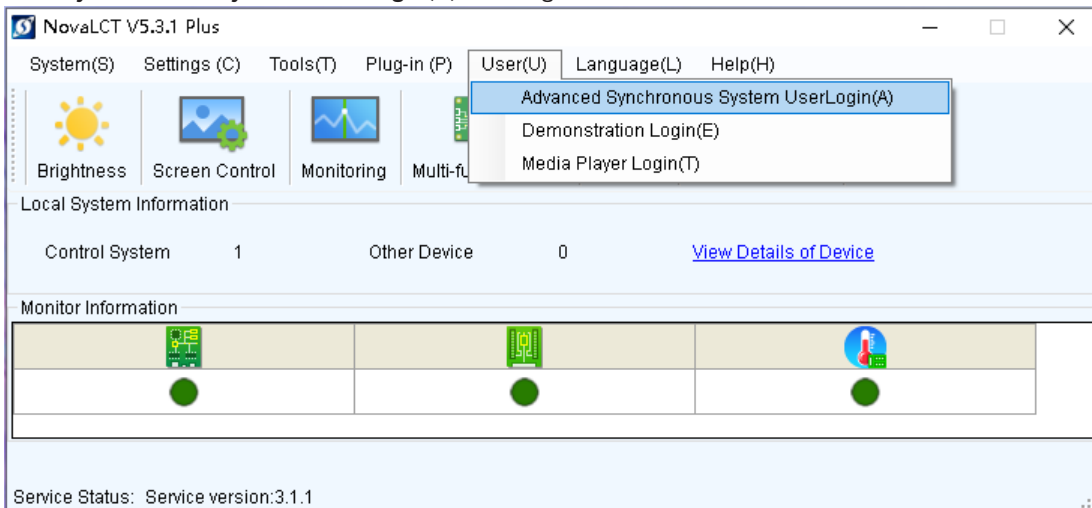 NovaLCT V5.3.1 Plus
System(S) Settings (C) Tools(T) Plug-in (P) User(U) Language(L) Help(H)
Advanced Synchronous System UserLogin(A)
Demonstration Login(E)
Media Player Login(T)
Brightness Screen Control Monitoring Multi-fu
Local System Information
Control System 1 Other Device 0 View Details of Device
Monitor Information
Service Status: Service version:3.1.1